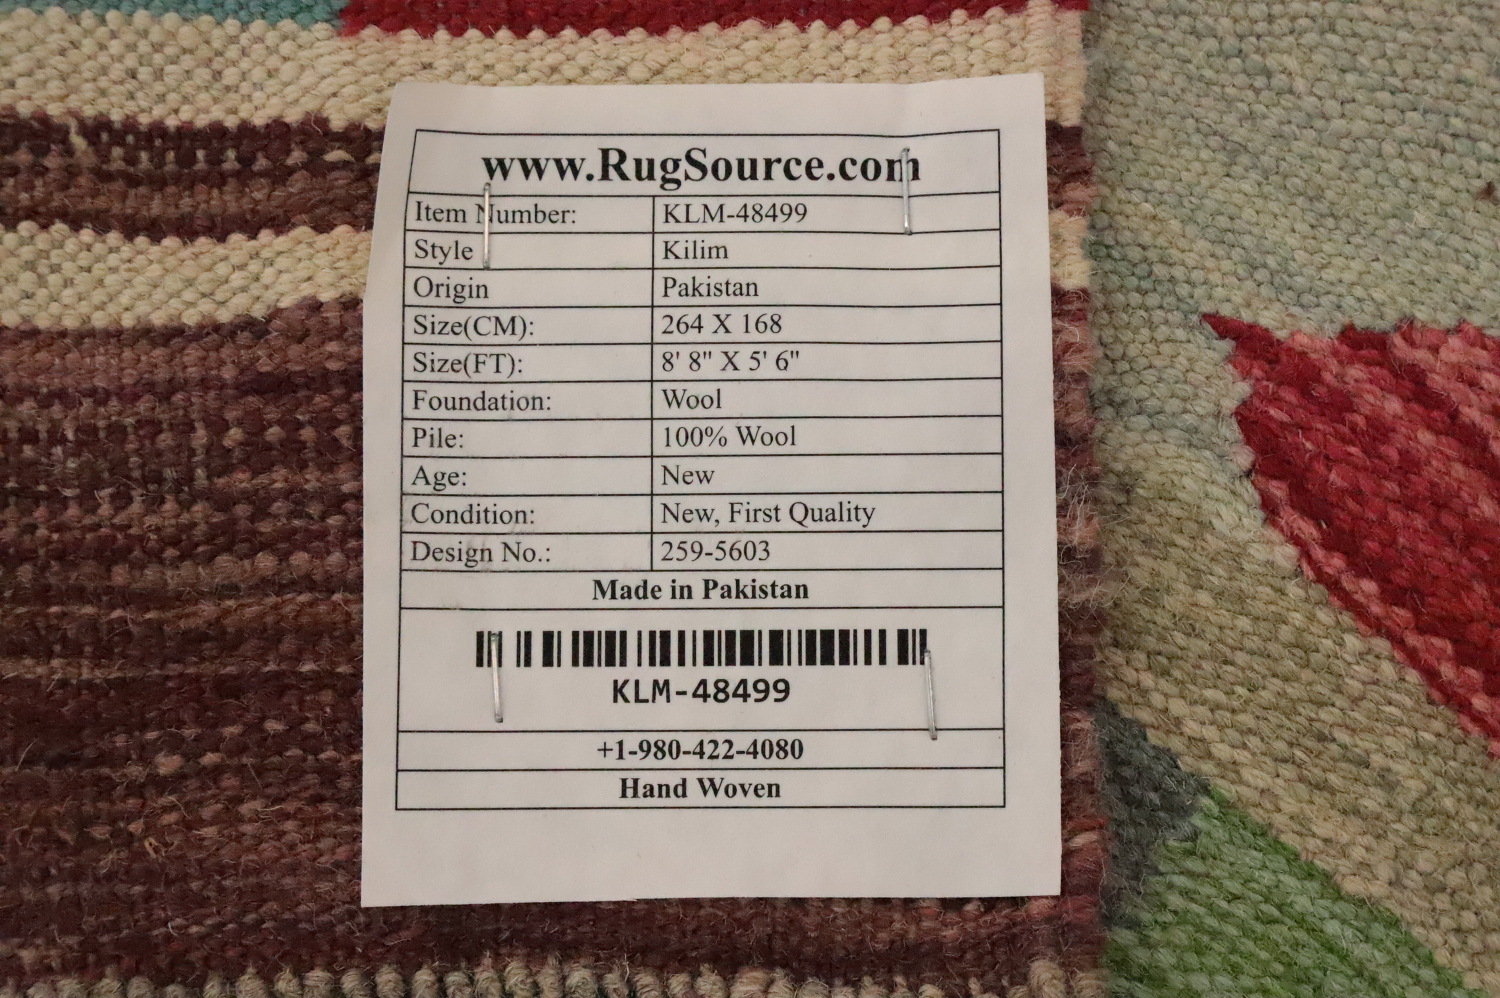 www.RugSource.com
Item Number: KLM-48499
Style Kilim
Origin Pakistan
Size(CM): 264 X 168
Size(FT): 8' 8" X 5' 6"
Foundation: Wool
Pile: 100% Wool
Age: New
Condition: New, First Quality
Design No.: 259-5603
Made in Pakistan
KLM-48499
+1-980-422-4080
Hand Woven